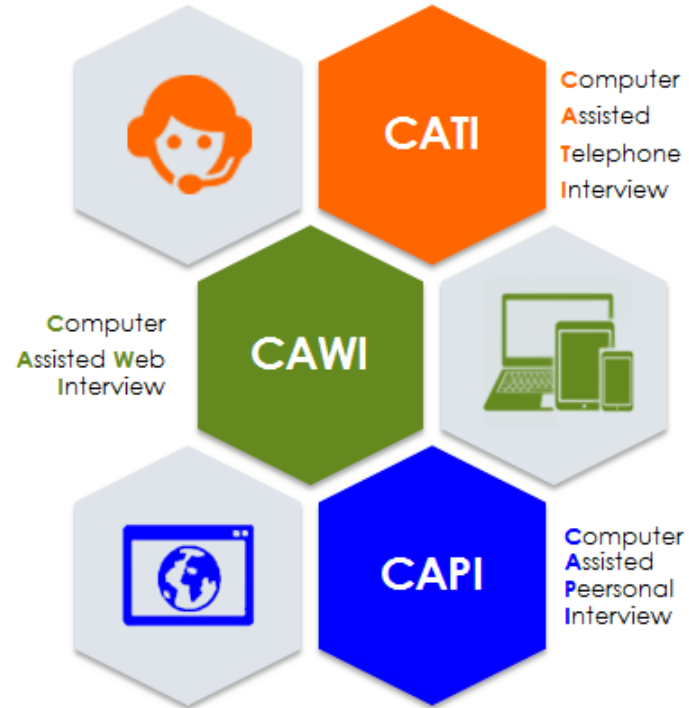 CATI
Computer
Assisted
Telephone
Interview
Computer
Assisted Web
Interview
CAWI
CAPI
Computer
Assisted
Peersonal
Interview